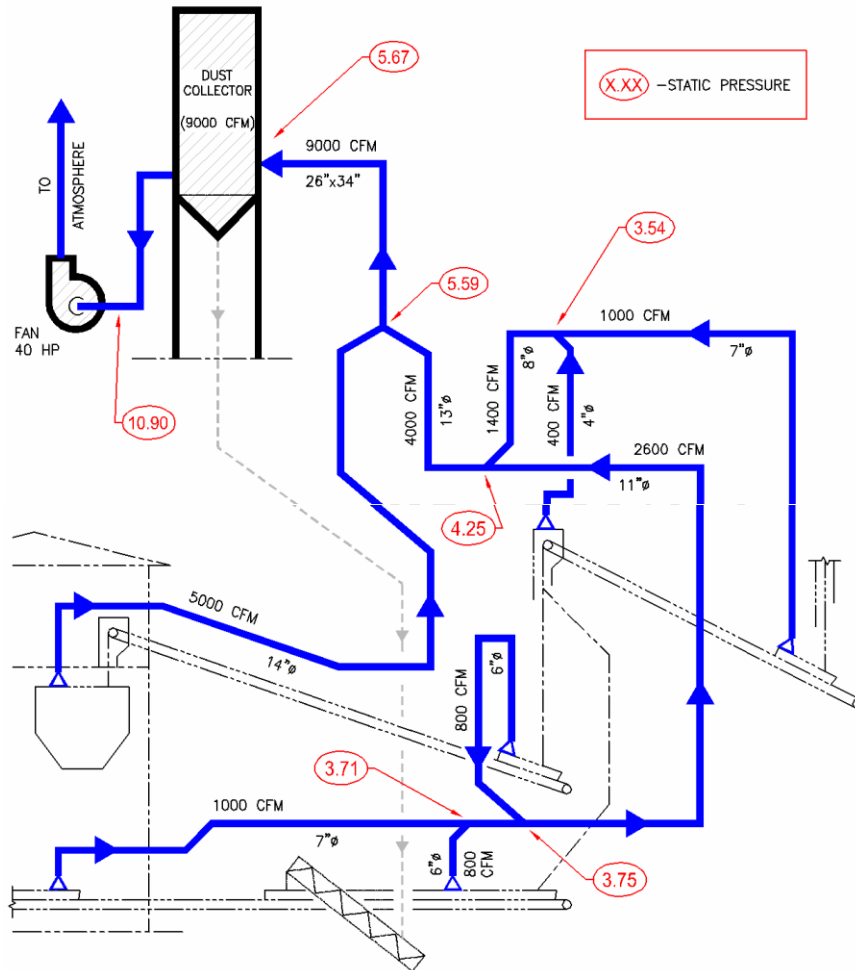 5.67
X.XX
-STATIC PRESSURE
DUST
COLLECTOR
(9000 CFM)
9000 CFM
26"x34"
TO
ATMOSPHERE
3.54
5.59
1000 CFM
7"ø
8"ø
FAN
40 HP
10.90
4000 CFM
13"ø
1400 CFM
400 CFM
4"ø
2600 CFM
11"ø
4.25
5000 CFM
14"ø
800 CFM
6"ø
3.71
1000 CFM
7"ø
6"ø
800
CFM
3.75